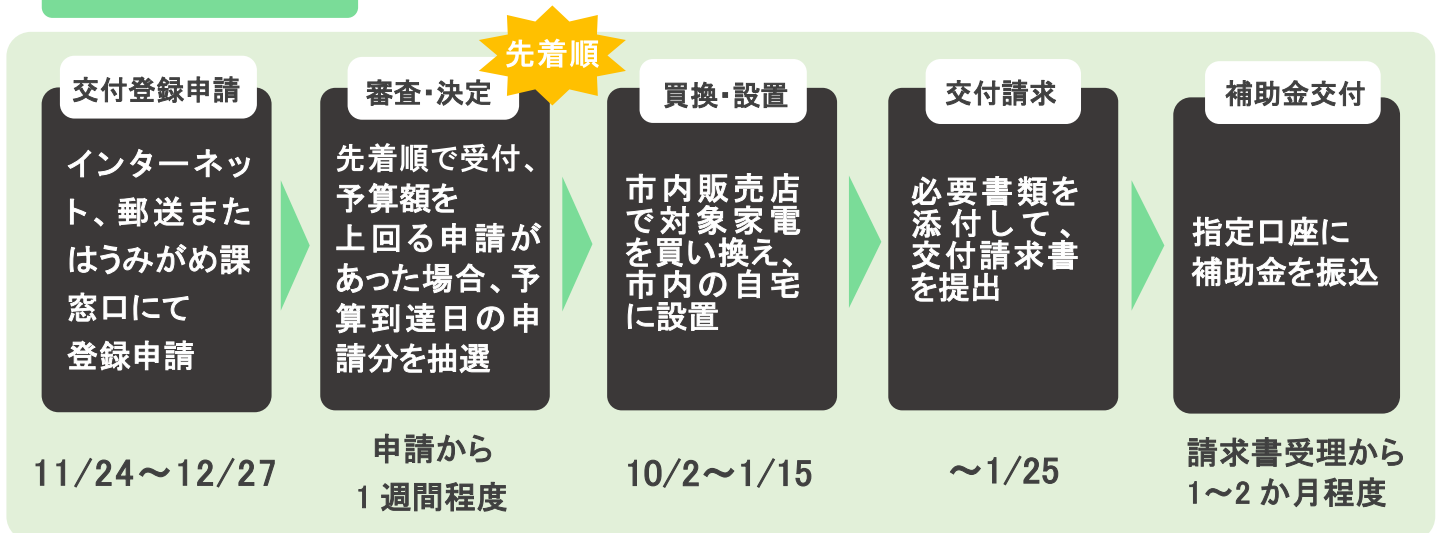 先着順
交付登録申請
インターネッ
ト、郵送また
はうみがめ課
窓口にて
登録申請
11/24～12/27
審査・決定
先着順で受付、
予算額を
上回る申請が
あった場合、予
算到達日の申
請分を抽選
申請から
1週間程度
買換・設置
市内販売店
で対象家電
を買い換え、
市内の自宅
に設置
10/2～1/15
交付請求
必要書類を
添付して、
交付請求書
を提出
～1/25
補助金交付
指定口座に
補助金を振込
請求書受理から
1～2か月程度